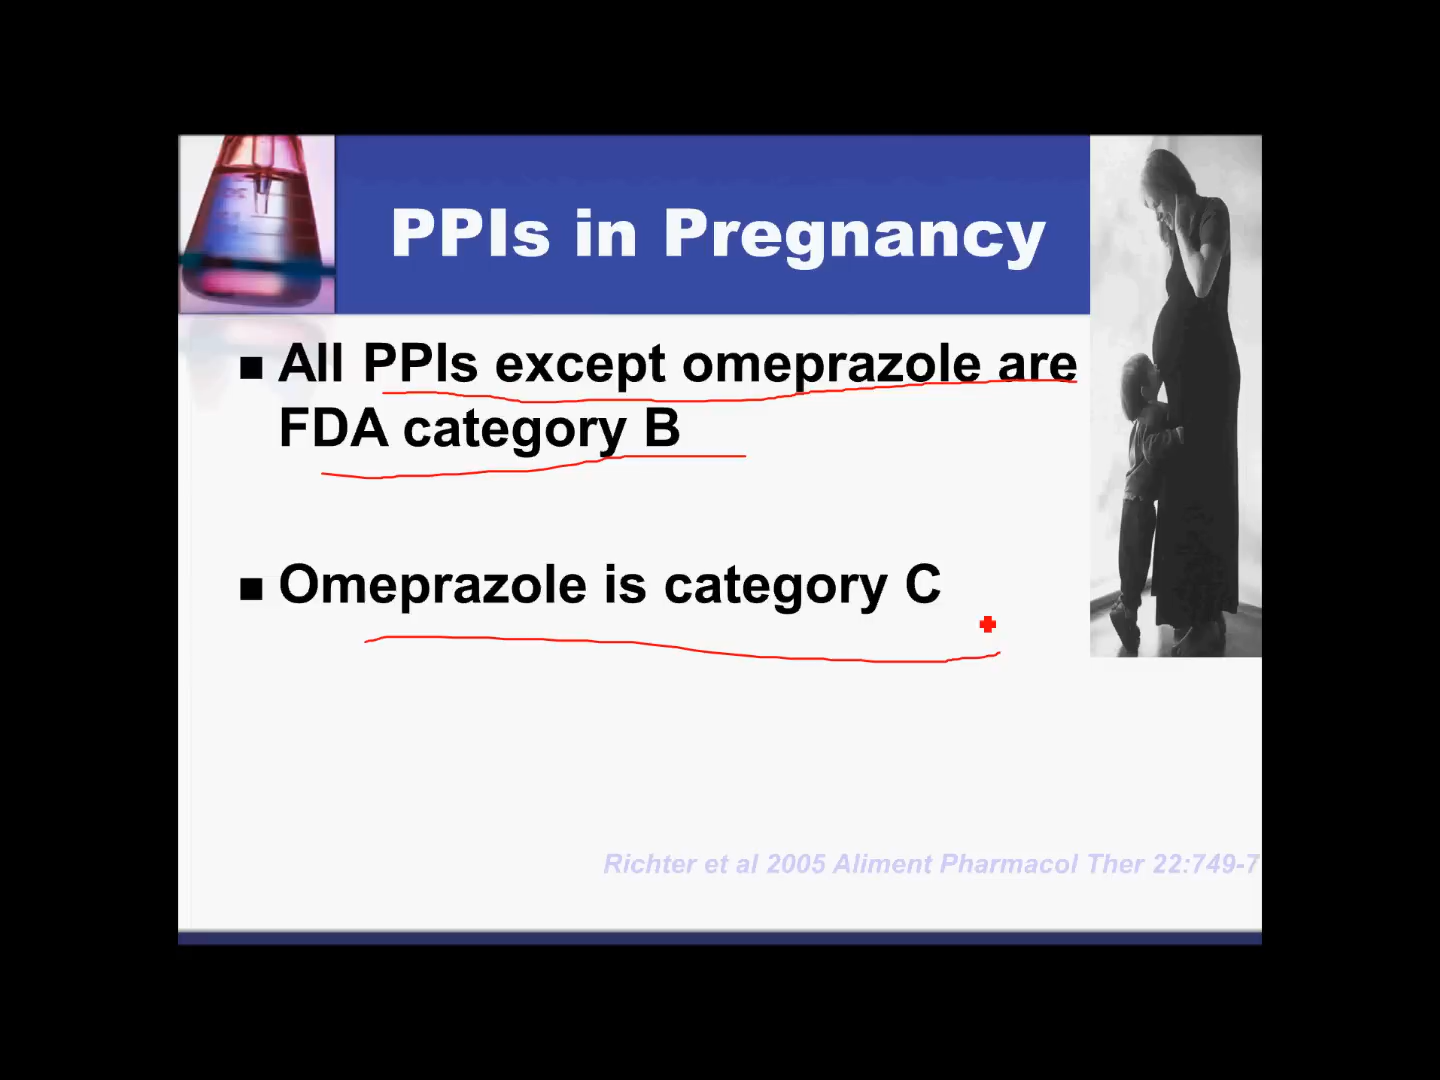 PPIs in Pregnancy
■ All PPIs except omeprazole are
FDA category B
■ Omeprazole is category C
Richter et al 2005 Aliment Pharmacol Ther 22:749-7